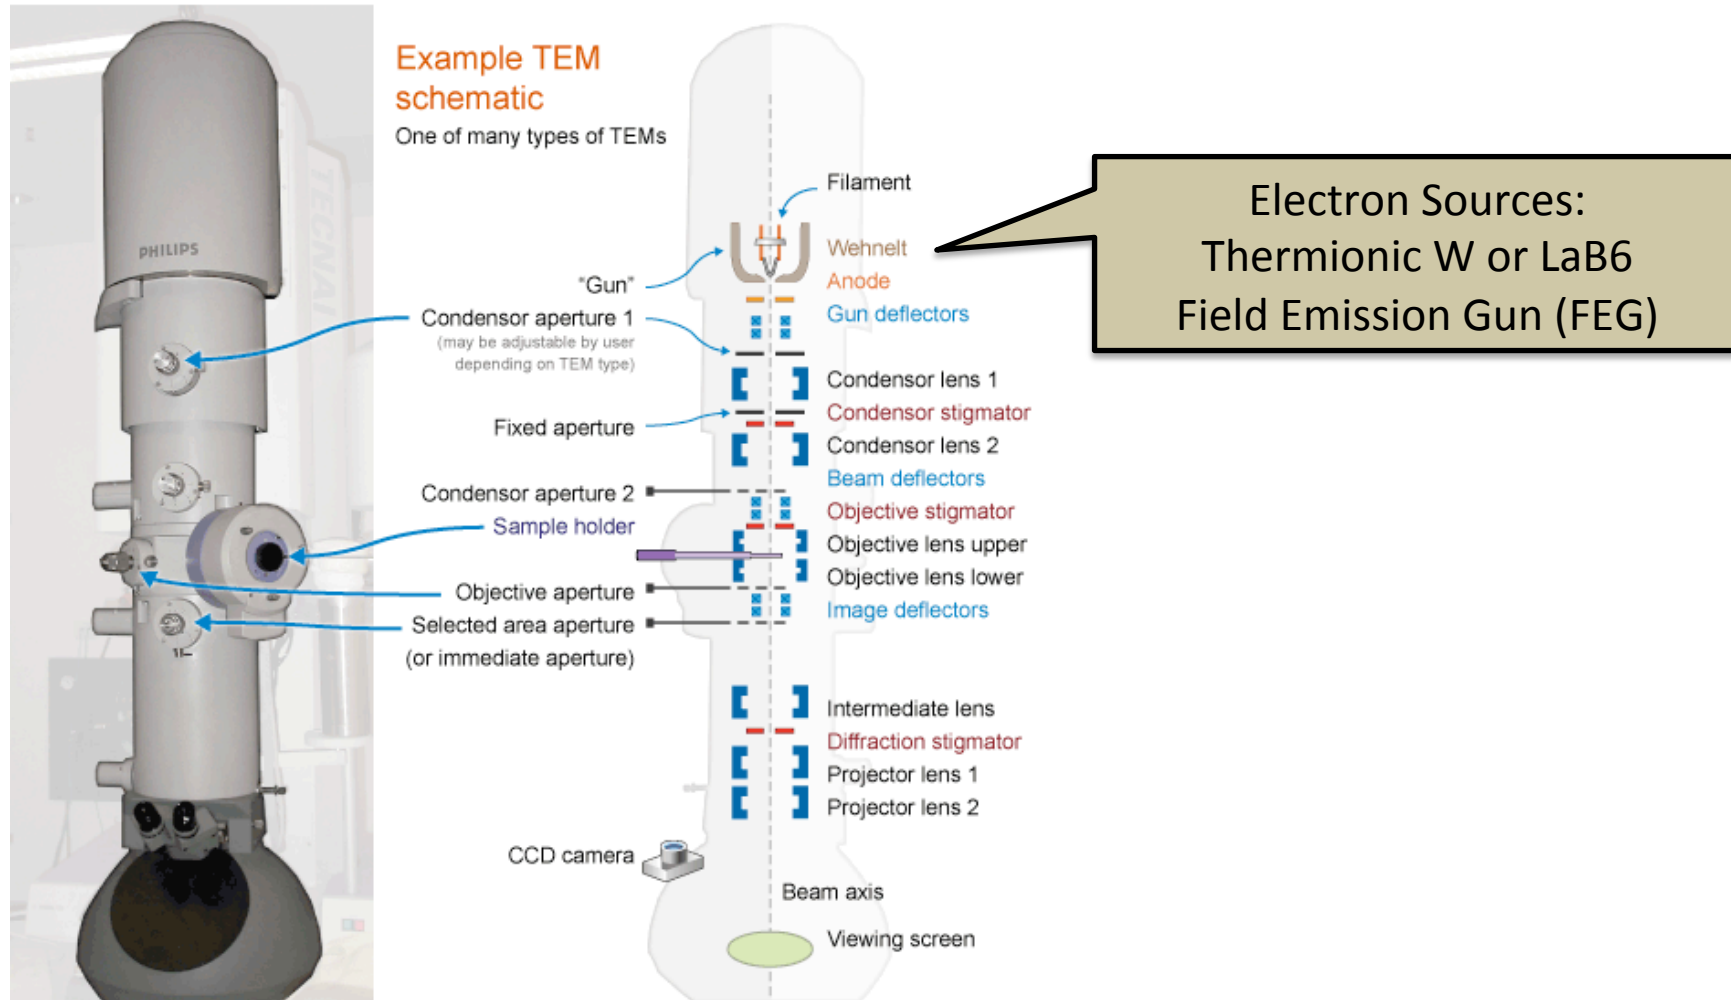 Example TEM
schematic
One of many types of TEMs
TECNAI
PHILIPS
Filament
Wehnelt
Anode
Gun deflectors
"Gun"
Condensor aperture 1
(may be adjustable by user
depending on TEM type)
Condensor lens 1
Condensor stigmator
Fixed aperture
Condensor lens 2
Beam deflectors
Condensor aperture 2
Objective stigmator
Sample holder
Objective lens upper
Objective lens lower
Objective aperture
Image deflectors
Selected area aperture
(or immediate aperture)
Intermediate lens
Diffraction stigmator
Projector lens 1
Projector lens 2
CCD camera
Beam axis
Viewing screen
Electron Sources:
Thermionic W or LaB6
Field Emission Gun (FEG)